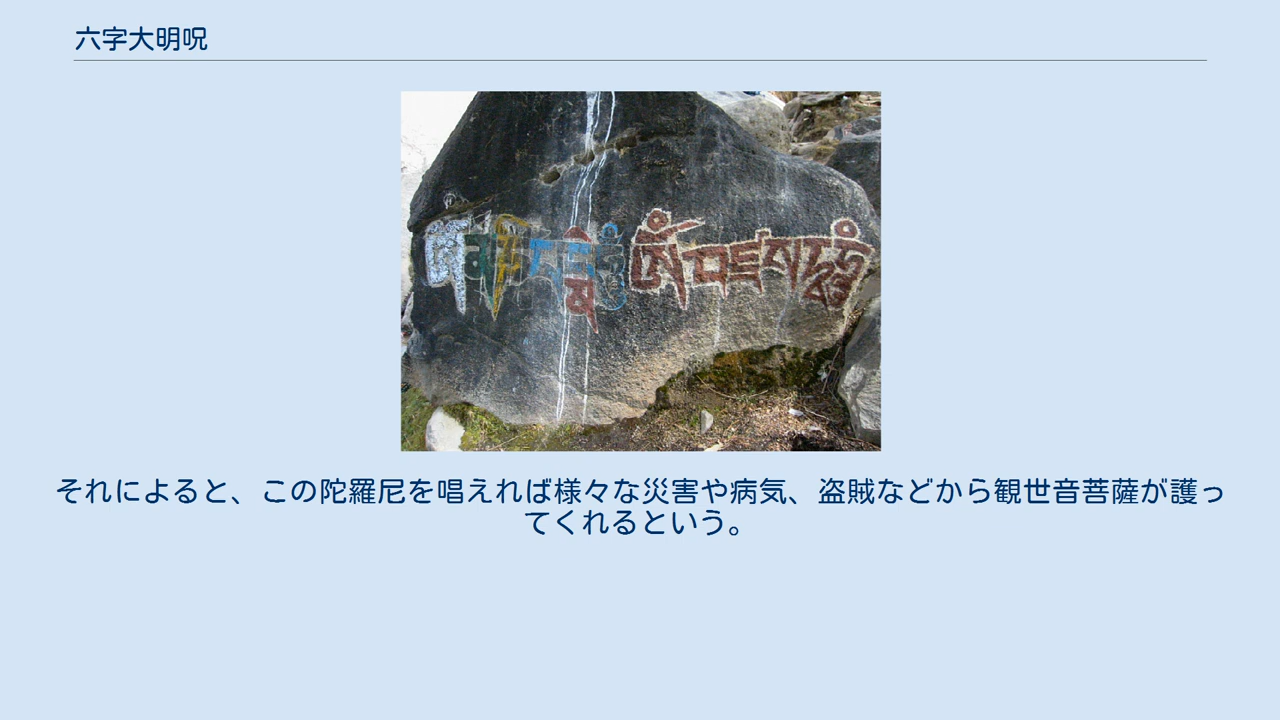 六字大明呪
ༀ་མ་ཎི་པདྨེ་ཧཱུྃ
ༀ་མ་ཎི་པདྨེ་ཧཱུྃ
それによると、この陀羅尼を唱えれば様々な災害や病気、盗賊などから観世音菩薩が護っ
てくれるという。